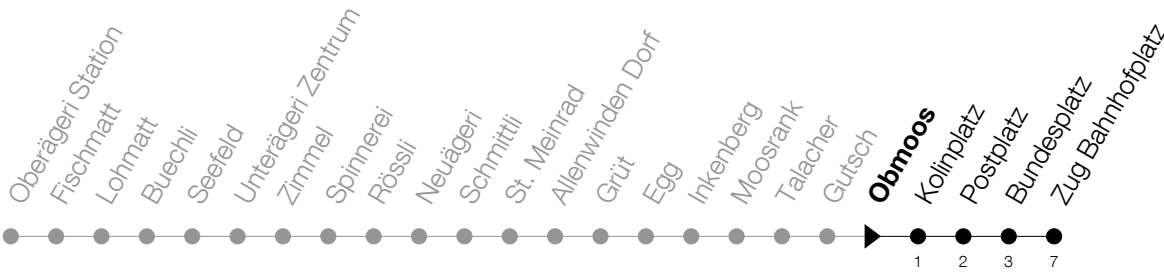 Oberägeri Station
Fischmatt
Lohmatt
Buechli
Seefeld
Unterägeri Zentrum
Zimmel
Spinnerei
Rössli
Neuägeri
Schmittli
St. Meinrad
Allenwinden Dorf
Grüt
Egg
Inkenberg
Moosrank
Talacher
Gutsch
Obmoos
Kolinplatz
Postplatz
Bundesplatz
Zug Bahnhofplatz
1 2 3 7